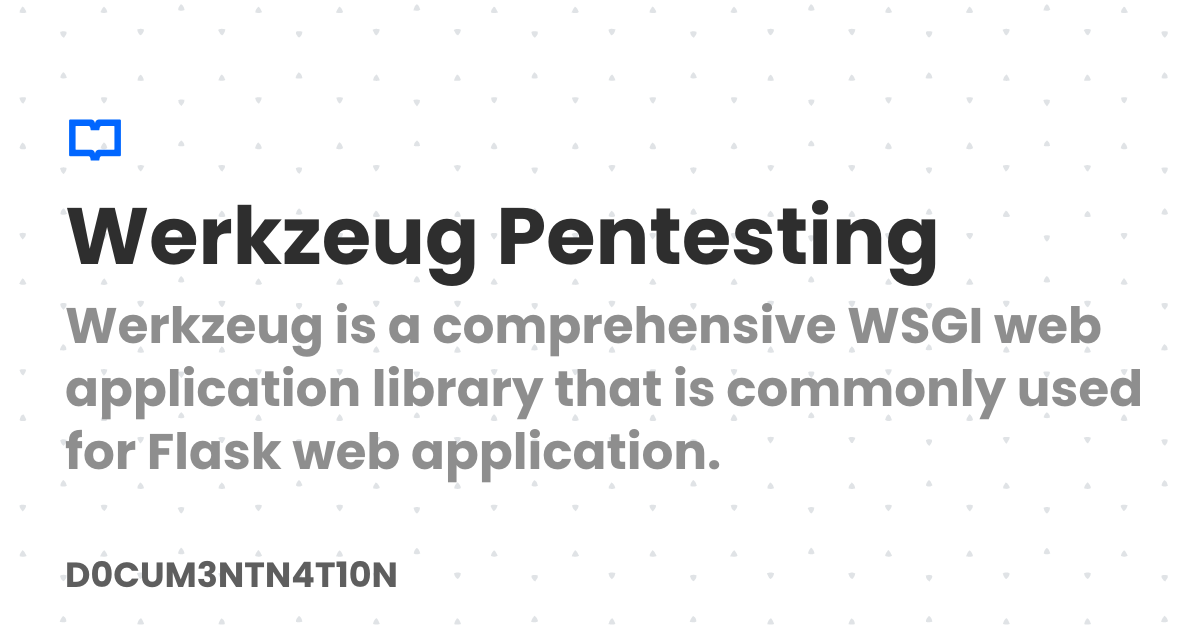 Werkzeug Pentesting
Werkzeug is a comprehensive WSGI web
application library that is commonly used
for Flask web application.
D0CUM3NTN4T10N